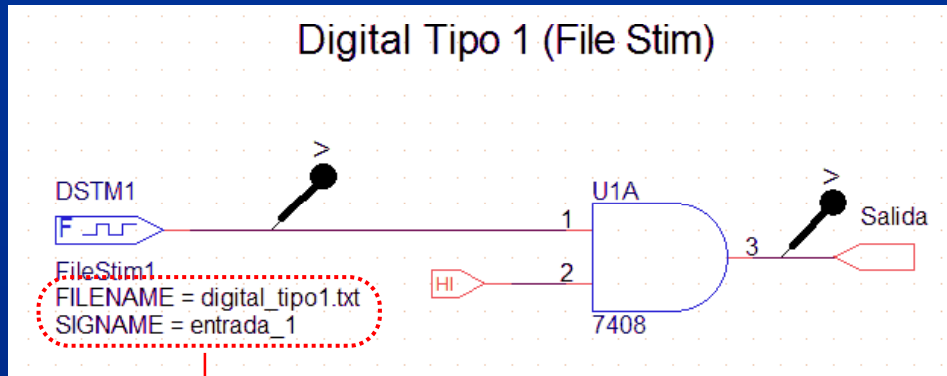 Digital Tipo 1 (File Stim)
DSTM1
F
FileStim1
FILENAME = digital_tipo1.txt
SIGNAME = entrada_1
V
HI
1
2
U1A
7408
3
V
Salida